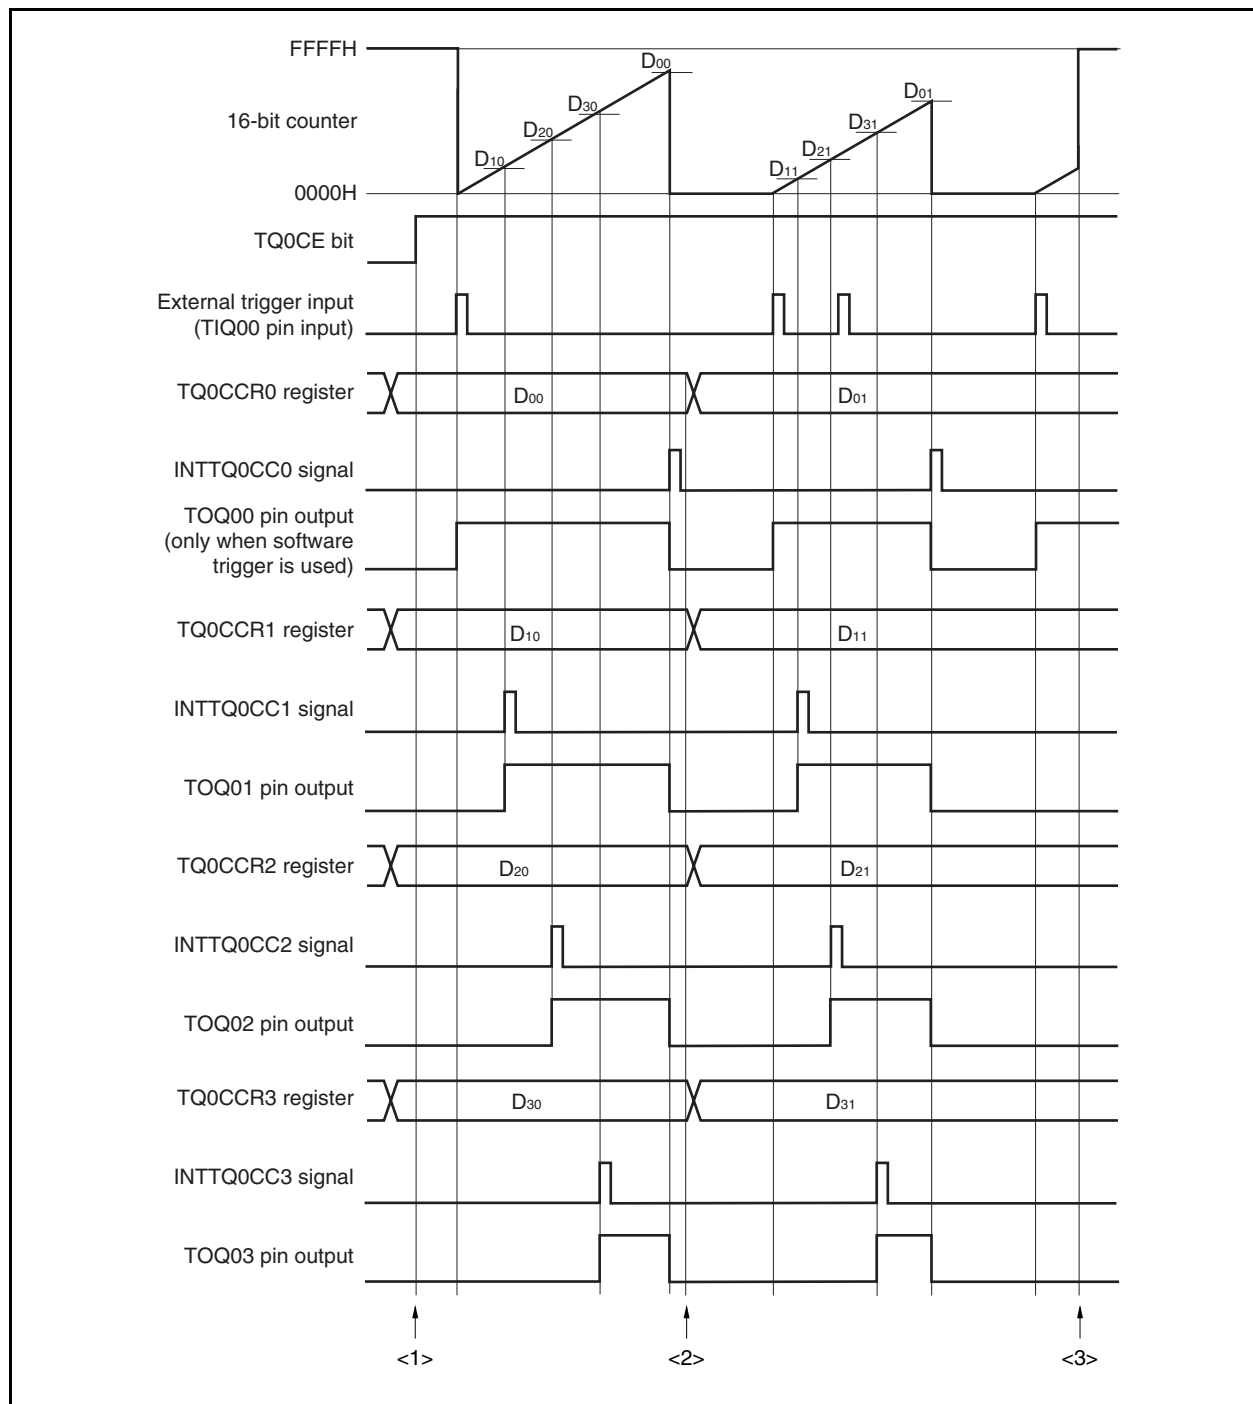 FFFFH
D00
D01
D30
D31
16-bit counter
D20
D21
D10
D11
0000H
TQ0CE bit
External trigger input
(TIQ00 pin input)
TQ0CCR0 register
D00
D01
INTTQ0CC0 signal
TOQ00 pin output
(only when software
trigger is used)
TQ0CCR1 register
D10
D11
INTTQ0CC1 signal
TOQ01 pin output
TQ0CCR2 register
D20
D21
INTTQ0CC2 signal
TOQ02 pin output
TQ0CCR3 register
D30
D31
INTTQ0CC3 signal
TOQ03 pin output
<1>
<2>
<3>